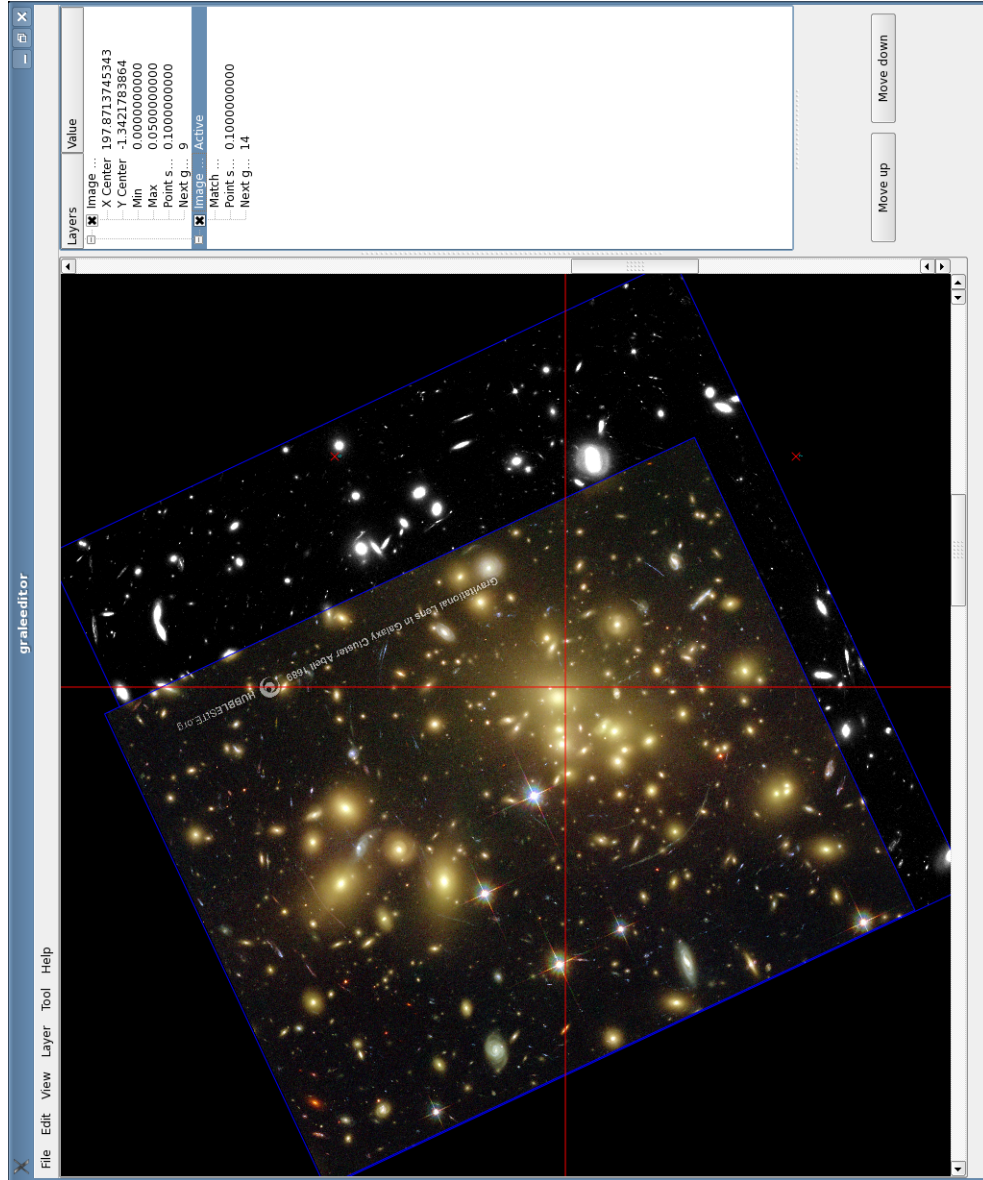 graleeditor
File Edit View Layer Tool Help
Layers Value
Image ...
X Center 197.8713745343
Y Center -1.3421783864
Min 0.0000000000
Max 0.0500000000
Point s... 0.1000000000
Next g... 9
Image ... Active
Match ...
Point s... 0.1000000000
Next g... 14
Move up Move down
Gravitational Lens in Galaxy Cluster Abell 1689
HUBBLESITE.org